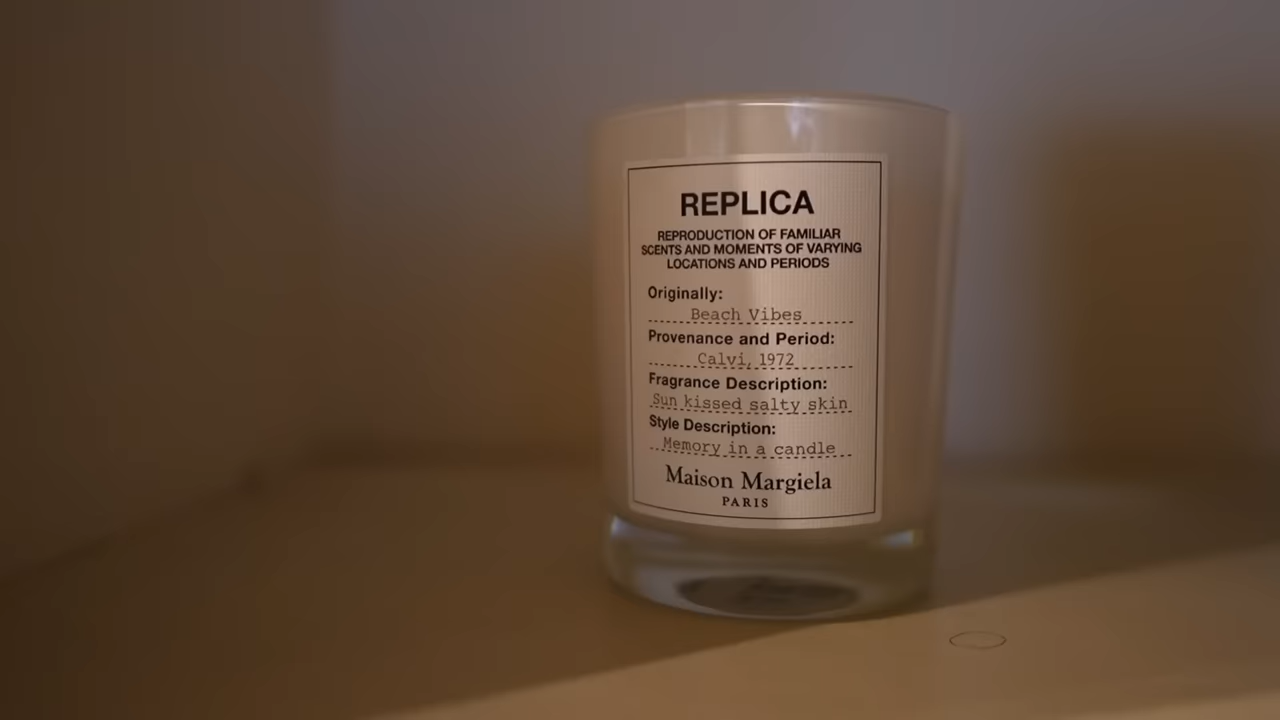 REPLICA
REPRODUCTION OF FAMILIAR
SCENTS AND MOMENTS OF VARYING
LOCATIONS AND PERIODS
Originally:
Beach Vibes
Provenance and Period:
Calvi, 1972
Fragrance Description:
Sun kissed salty skin
Style Description:
Memory in a candle
Maison Margiela
PARIS